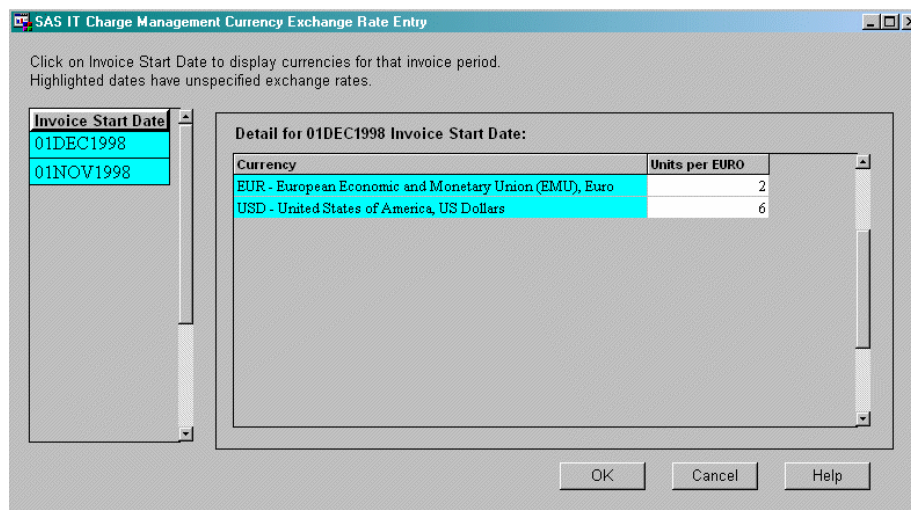 SAS IT Charge Management Currency Exchange Rate Entry
Click on Invoice Start Date to display currencies for that invoice period.
Highlighted dates have unspecified exchange rates.
Invoice Start Date
01DEC1998
01NOV1998
Detail for 01DEC1998 Invoice Start Date:
Currency Units per EURO
EUR - European Economic and Monetary Union (EMU), Euro 2
USD - United States of America, US Dollars 6
OK Cancel Help